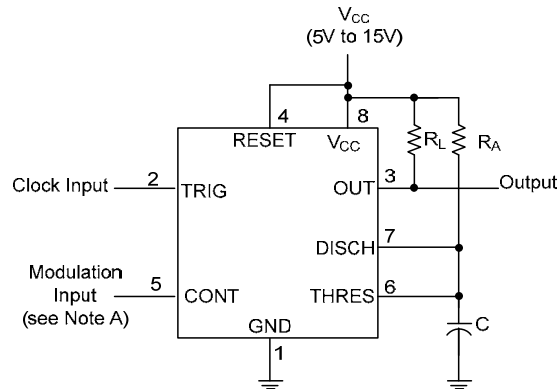 VCC
(5V to 15V)
4
8
RESET
VCC
RL
RA
3
Clock Input
2
TRIG
OUT
Output
7
DISCH
Modulation
Input
(see Note A)
5
CONT
6
THRES
C
GND
1